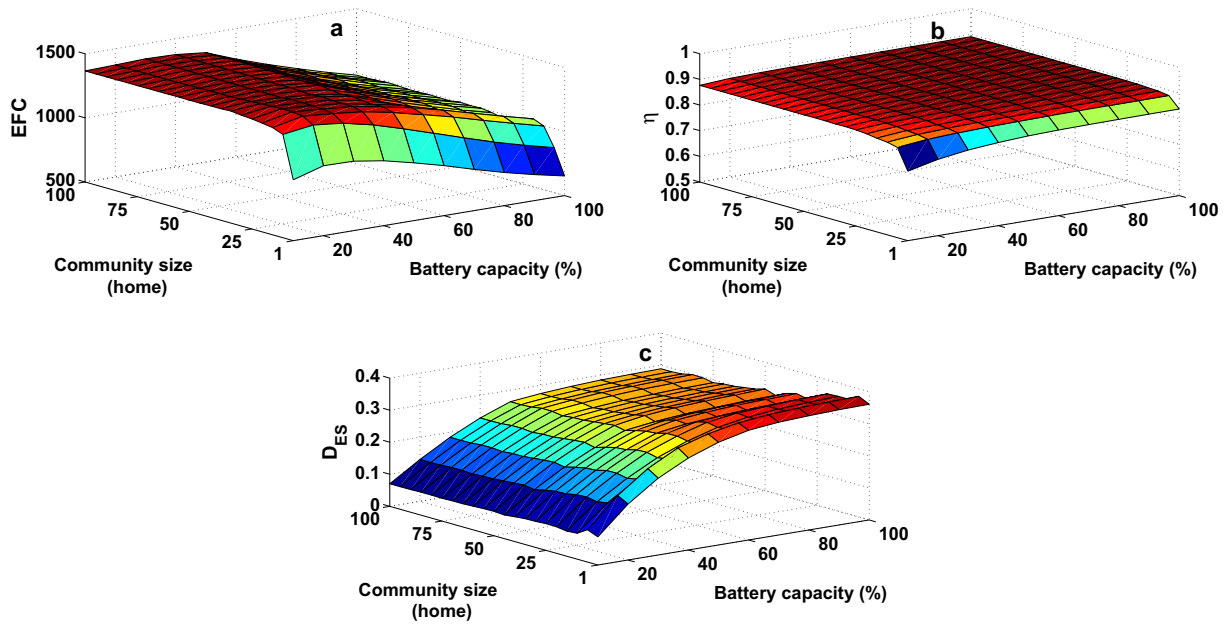 a
1500
1000
500
EFC
100
75
50
25
1
20
40
60
80
100
Community size
(home)
Battery capacity (%)
b
1
0.9
0.8
0.7
0.6
0.5
η
100
75
50
25
1
20
40
60
80
100
Community size
(home)
Battery capacity (%)
c
0.4
0.3
0.2
0.1
0
D_ES
100
75
50
25
1
20
40
60
80
100
Community size
(home)
Battery capacity (%)